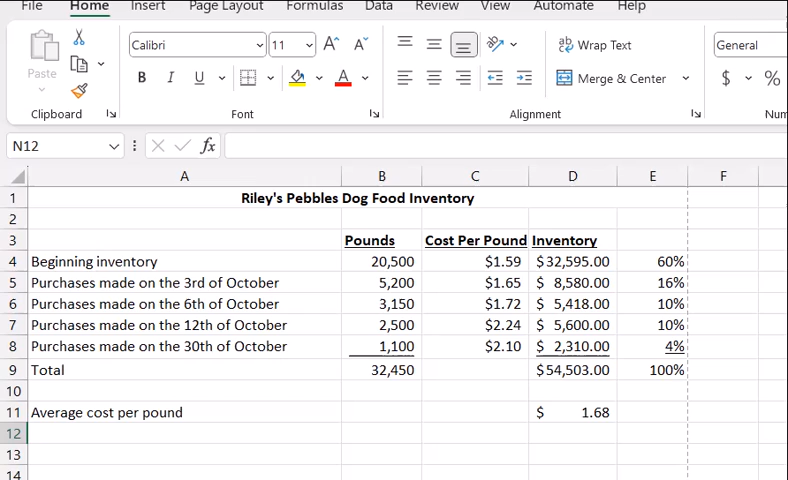 File Home Insert Page Layout Formulas Data Review View Automate Help
Calibri 11 A^ Aˇ ab Wrap Text General
Paste B I U A Merge & Center $ %
Clipboard Font Alignment Num
N12 fx
A B C D E F
1 Riley's Pebbles Dog Food Inventory
2
3 Pounds Cost Per Pound Inventory
4 Beginning inventory 20,500 $1.59 $32,595.00 60%
5 Purchases made on the 3rd of October 5,200 $1.65 $ 8,580.00 16%
6 Purchases made on the 6th of October 3,150 $1.72 $ 5,418.00 10%
7 Purchases made on the 12th of October 2,500 $2.24 $ 5,600.00 10%
8 Purchases made on the 30th of October 1,100 $2.10 $ 2,310.00 4%
9 Total 32,450 $54,503.00 100%
10
11 Average cost per pound $ 1.68
12
13
14